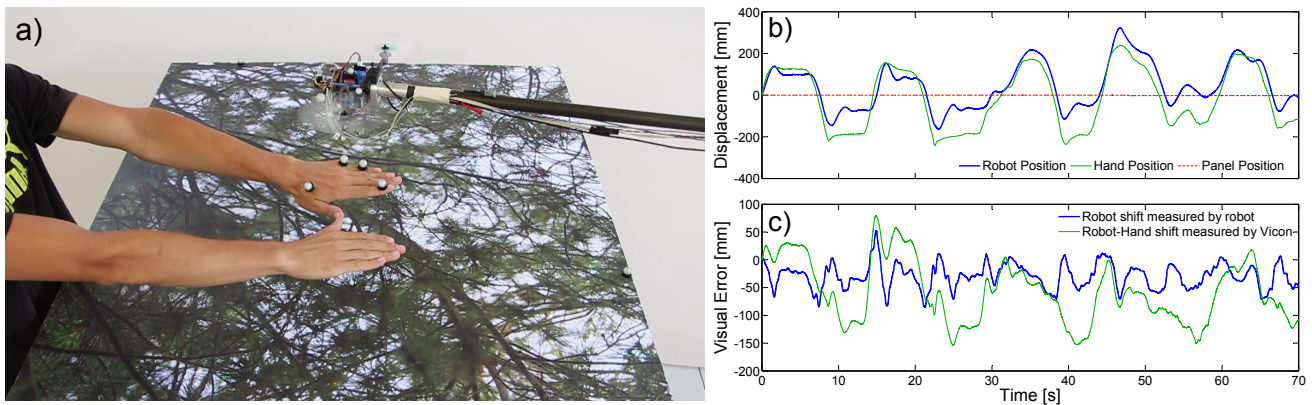 a)
b)
400
200
0
-200
-400
Displacement [mm]
Robot Position
Hand Position
Panel Position
c)
100
50
0
-50
-100
-150
-200
Visual Error [mm]
Robot shift measured by robot
Robot-Hand shift measured by Vicon
0
10
20
30
40
50
60
70
Time [s]